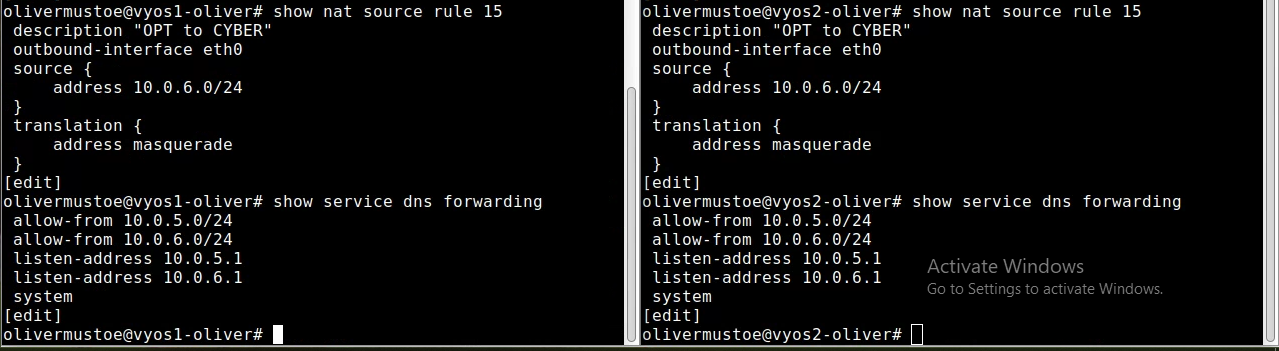 olivermustoe@vyos1-oliver# show nat source rule 15
 description "OPT to CYBER"
 outbound-interface eth0
 source {
     address 10.0.6.0/24
 }
 translation {
     address masquerade
 }
[edit]
olivermustoe@vyos1-oliver# show service dns forwarding
 allow-from 10.0.5.0/24
 allow-from 10.0.6.0/24
 listen-address 10.0.5.1
 listen-address 10.0.6.1
 system
[edit]
olivermustoe@vyos1-oliver#
olivermustoe@vyos2-oliver# show nat source rule 15
 description "OPT to CYBER"
 outbound-interface eth0
 source {
     address 10.0.6.0/24
 }
 translation {
     address masquerade
 }
[edit]
olivermustoe@vyos2-oliver# show service dns forwarding
 allow-from 10.0.5.0/24
 allow-from 10.0.6.0/24
 listen-address 10.0.5.1
 listen-address 10.0.6.1
 system
[edit]
olivermustoe@vyos2-oliver#
Activate Windows
Go to Settings to activate Windows.